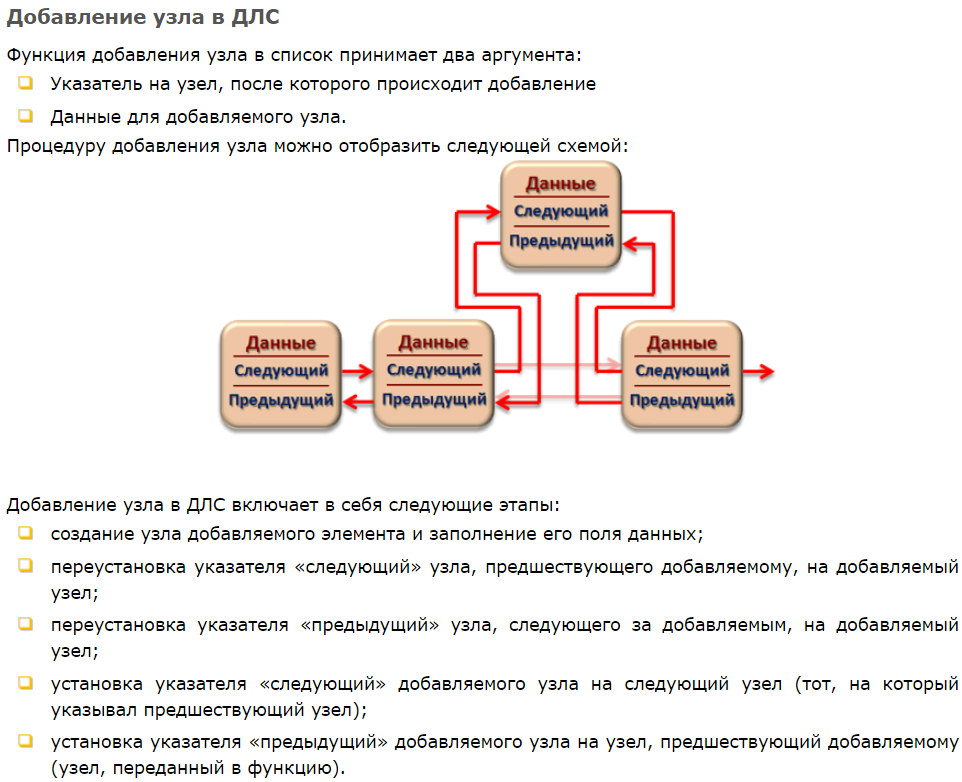 Добавление узла в ДЛС
Функция добавления узла в список принимает два аргумента:
Указатель на узел, после которого происходит добавление
Данные для добавляемого узла.
Процедуру добавления узла можно отобразить следующей схемой:
Данные
Следующий
Предыдущий
Данные
Следующий
Предыдущий
Данные
Следующий
Предыдущий
Данные
Следующий
Предыдущий
Добавление узла в ДЛС включает в себя следующие этапы:
создание узла добавляемого элемента и заполнение его поля данных;
переустановка указателя «следующий» узла, предшествующего добавляемому, на добавляемый
узел;
переустановка указателя «предыдущий» узла, следующего за добавляемым, на добавляемый
узел;
установка указателя «следующий» добавляемого узла на следующий узел (тот, на который
указывал предшествующий узел);
установка указателя «предыдущий» добавляемого узла на узел, предшествующий добавляемому
(узел, переданный в функцию).